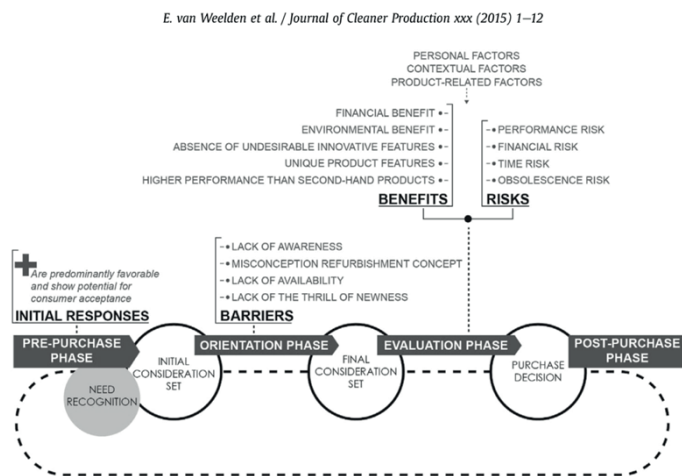 E. van Weelden et al. / Journal of Cleaner Production xxx (2015) 1–12
PERSONAL FACTORS
CONTEXTUAL FACTORS
PRODUCT-RELATED FACTORS
FINANCIAL BENEFIT
ENVIRONMENTAL BENEFIT
ABSENCE OF UNDESIRABLE INNOVATIVE FEATURES
UNIQUE PRODUCT FEATURES
HIGHER PERFORMANCE THAN SECOND-HAND PRODUCTS
BENEFITS
PERFORMANCE RISK
FINANCIAL RISK
TIME RISK
OBSOLESCENCE RISK
RISKS
Are predominantly favorable
and show potential for
consumer acceptance
INITIAL RESPONSES
LACK OF AWARENESS
MISCONCEPTION REFURBISHMENT CONCEPT
LACK OF AVAILABILITY
LACK OF THE THRILL OF NEWNESS
BARRIERS
PRE-PURCHASE
PHASE
NEED
RECOGNITION
INITIAL
CONSIDERATION
SET
ORIENTATION PHASE
FINAL
CONSIDERATION
SET
EVALUATION PHASE
PURCHASE
DECISION
POST-PURCHASE
PHASE